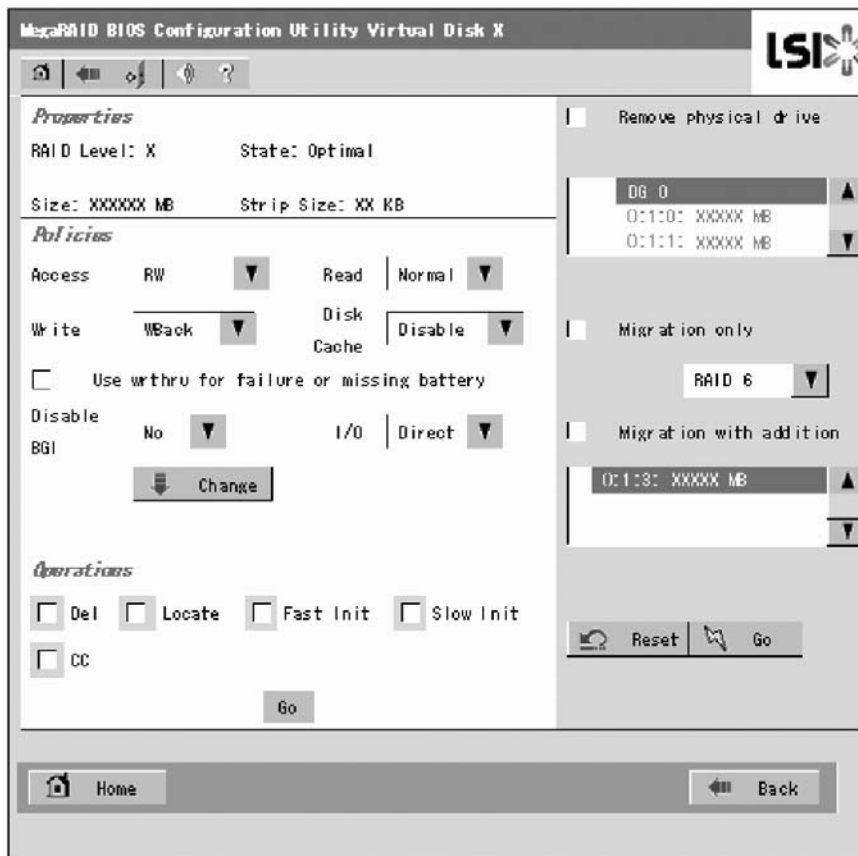 MegaRAID BIOS Configuration Utility Virtual Disk X
LSI
Properties
RAID Level: X State: Optimal
Size: XXXXXX MB Strip Size: XX KB
Policies
Access RW Read Normal
Write WBack Disk Cache Disable
Use wrthru for failure or missing battery
Disable BGI No I/O Direct
Change
Operations
Del Locate Fast Init Slow Init
CC
Go
Remove physical drive
DG 0
0:1:0: XXXXX MB
0:1:1: XXXXX MB
Migration only
RAID 6
Migration with addition
0:1:3: XXXXX MB
Reset Go
Home Back